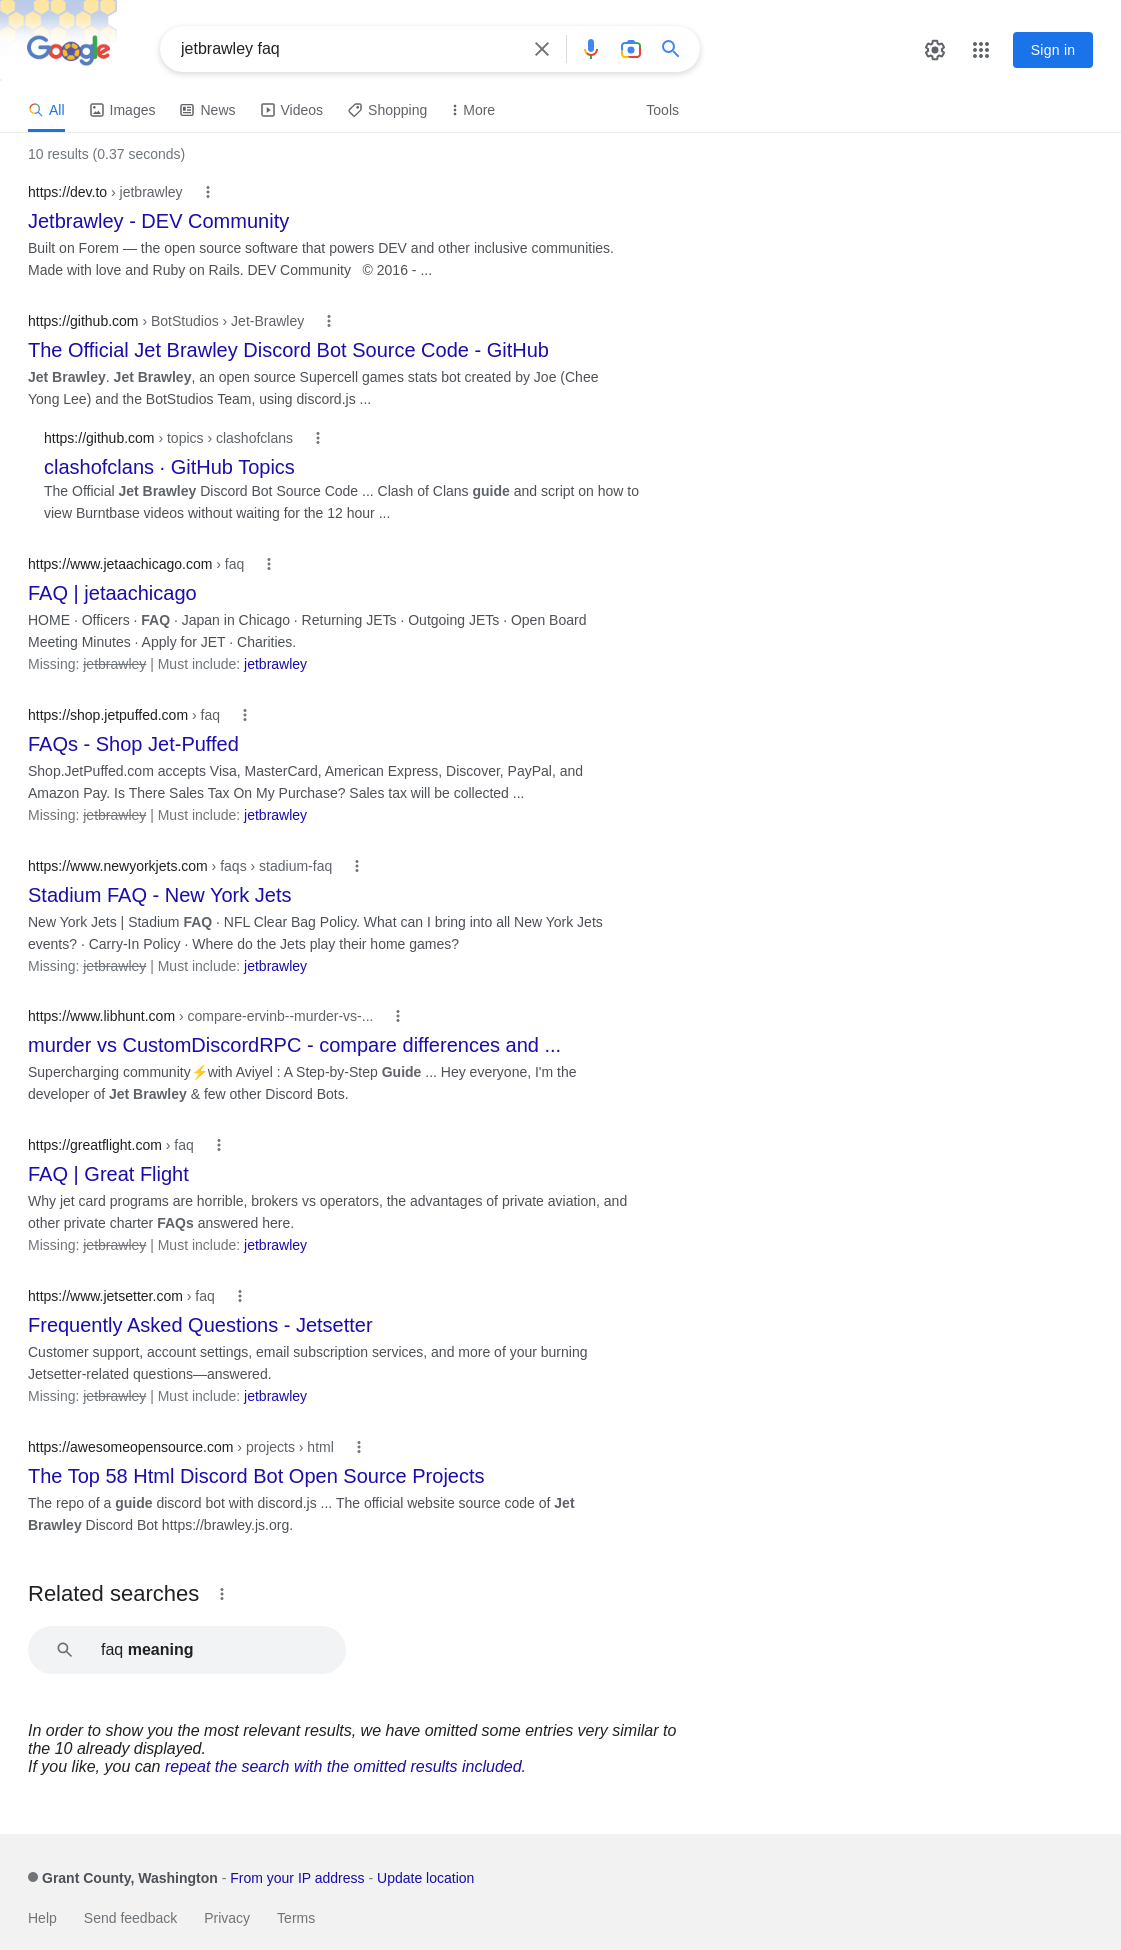 Google
jetbrawley faq
Sign in
All Images News Videos Shopping More Tools
10 results (0.37 seconds)
https://dev.to › jetbrawley
Jetbrawley - DEV Community
Built on Forem — the open source software that powers DEV and other inclusive communities.
Made with love and Ruby on Rails. DEV Community © 2016 - ...
https://github.com › BotStudios › Jet-Brawley
The Official Jet Brawley Discord Bot Source Code - GitHub
Jet Brawley. Jet Brawley, an open source Supercell games stats bot created by Joe (Chee
Yong Lee) and the BotStudios Team, using discord.js ...
https://github.com › topics › clashofclans
clashofclans · GitHub Topics
The Official Jet Brawley Discord Bot Source Code ... Clash of Clans guide and script on how to
view Burntbase videos without waiting for the 12 hour ...
https://www.jetaachicago.com › faq
FAQ | jetaachicago
HOME · Officers · FAQ · Japan in Chicago · Returning JETs · Outgoing JETs · Open Board
Meeting Minutes · Apply for JET · Charities.
Missing: jetbrawley | Must include: jetbrawley
https://shop.jetpuffed.com › faq
FAQs - Shop Jet-Puffed
Shop.JetPuffed.com accepts Visa, MasterCard, American Express, Discover, PayPal, and
Amazon Pay. Is There Sales Tax On My Purchase? Sales tax will be collected ...
Missing: jetbrawley | Must include: jetbrawley
https://www.newyorkjets.com › faqs › stadium-faq
Stadium FAQ - New York Jets
New York Jets | Stadium FAQ · NFL Clear Bag Policy. What can I bring into all New York Jets
events? · Carry-In Policy · Where do the Jets play their home games?
Missing: jetbrawley | Must include: jetbrawley
https://www.libhunt.com › compare-ervinb--murder-vs-...
murder vs CustomDiscordRPC - compare differences and ...
Supercharging community⚡with Aviyel : A Step-by-Step Guide ... Hey everyone, I'm the
developer of Jet Brawley & few other Discord Bots.
https://greatflight.com › faq
FAQ | Great Flight
Why jet card programs are horrible, brokers vs operators, the advantages of private aviation, and
other private charter FAQs answered here.
Missing: jetbrawley | Must include: jetbrawley
https://www.jetsetter.com › faq
Frequently Asked Questions - Jetsetter
Customer support, account settings, email subscription services, and more of your burning
Jetsetter-related questions—answered.
Missing: jetbrawley | Must include: jetbrawley
https://awesomeopensource.com › projects › html
The Top 58 Html Discord Bot Open Source Projects
The repo of a guide discord bot with discord.js ... The official website source code of Jet
Brawley Discord Bot https://brawley.js.org.
Related searches
faq meaning
In order to show you the most relevant results, we have omitted some entries very similar to
the 10 already displayed.
If you like, you can repeat the search with the omitted results included.
Grant County, Washington - From your IP address - Update location
Help Send feedback Privacy Terms